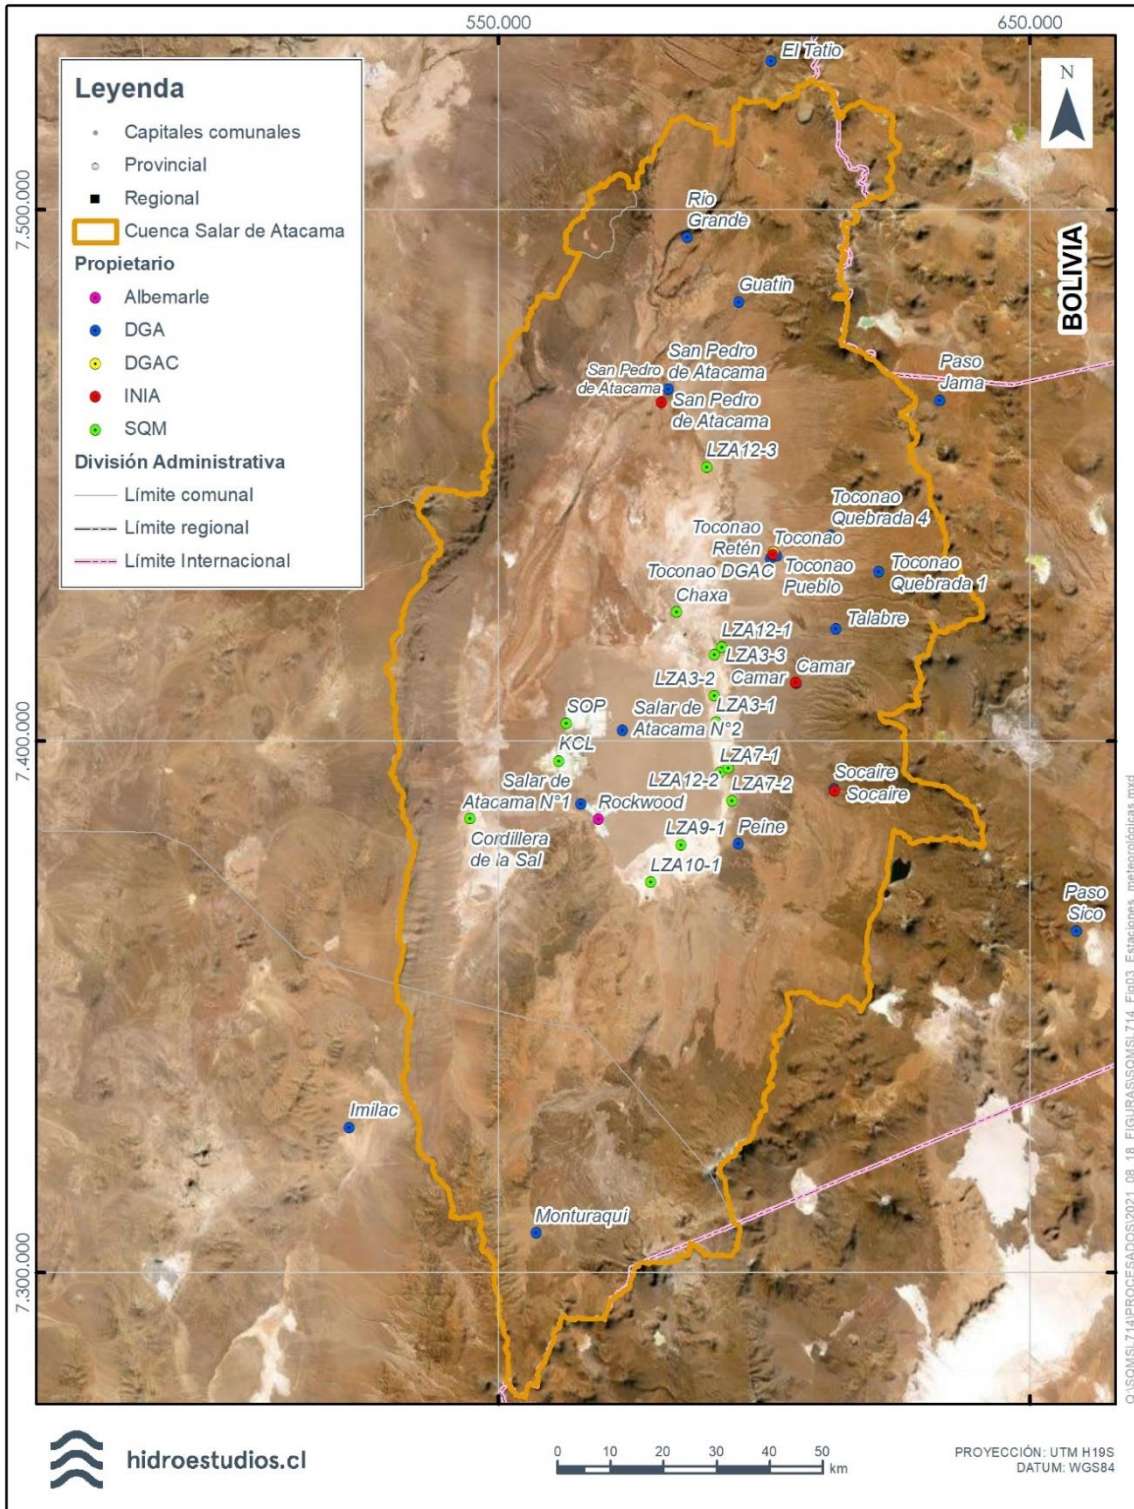 550.000
650.000
Leyenda
Capitales comunales
Provincial
Regional
Cuenca Salar de Atacama
Propietario
Albemarle
DGA
DGAC
INIA
SQM
División Administrativa
Límite comunal
Límite regional
Límite Internacional
N
7.500.000
7.400.000
7.300.000
BOLIVIA
El Tatio
Rio
Grande
Guatin
San Pedro
de Atacama
San Pedro
de Atacama
San Pedro
de Atacama
Paso
Jama
LZA12-3
Toconao
Quebrada 4
Toconao
Retén
Toconao
Toconao DGAC
Toconao
Pueblo
Toconao
Quebrada 1
Chaxa
Talabre
LZA12-1
LZA3-3
Camar
Camar
LZA3-2
SOP
Salar de
Atacama N°2
LZA3-1
KCL
LZA7-1
LZA12-2
LZA7-2
Socaire
Socaire
Salar de
Atacama N°1
Rockwood
Cordillera
de la Sal
LZA9-1
Peine
LZA10-1
Paso
Sico
Imilac
Monturaqui
Q:\SQMSL714\PROCESADOS\2021_08_18_FIGURAS\SQMSL714_Fig03_Estaciones_meteorológicas.mxd
hidroestudios.cl
0 10 20 30 40 50
km
PROYECCIÓN: UTM H19S
DATUM: WGS84